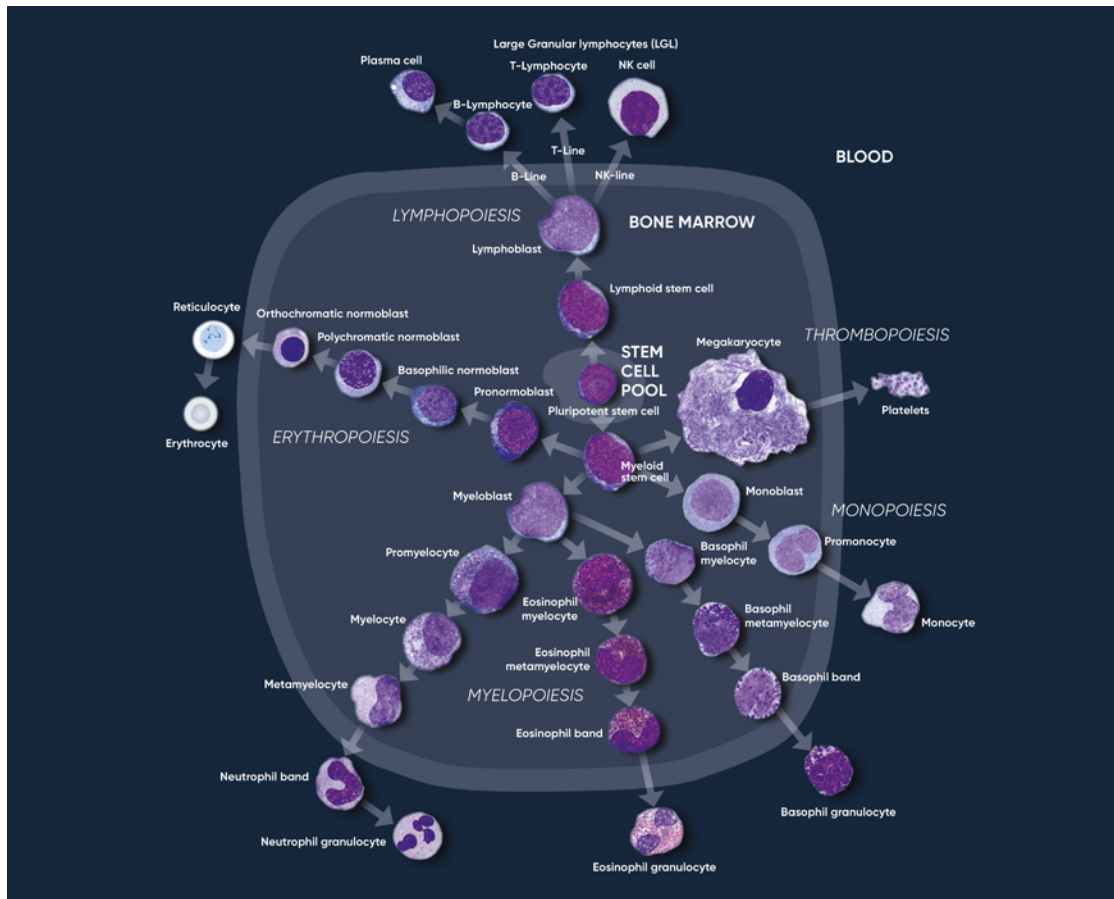 Large Granular lymphocytes (LGL)
Plasma cell
T-Lymphocyte
NK cell
B-Lymphocyte
BLOOD
T-Line
B-Line
NK-line
LYMPHOPOIESIS
BONE MARROW
Lymphoblast
Lymphoid stem cell
Reticulocyte
Orthochromatic normoblast
Polychromatic normoblast
THROMBOPOIESIS
Megakaryocyte
STEM
CELL
POOL
Basophilic normoblast
Pronormoblast
Pluripotent stem cell
Platelets
Erythrocyte
ERYTHROPOIESIS
Myeloid
stem cell
Myeloblast
Monoblast
MONOPOIESIS
Promyelocyte
Basophil
myelocyte
Promonocyte
Eosinophil
myelocyte
Myelocyte
Basophil
metamyelocyte
Monocyte
Eosinophil
metamyelocyte
Metamyelocyte
Basophil band
MYELOPOIESIS
Eosinophil band
Neutrophil band
Basophil granulocyte
Neutrophil granulocyte
Eosinophil granulocyte